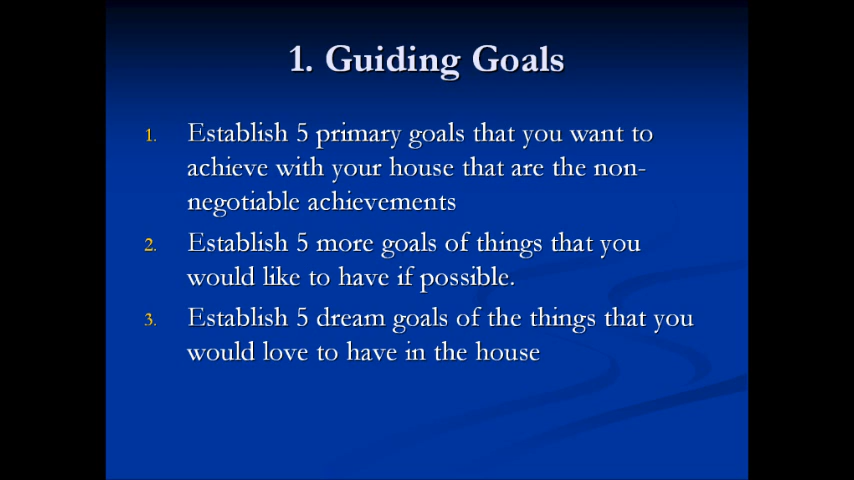 1. Guiding Goals
1. Establish 5 primary goals that you want to
achieve with your house that are the non-
negotiable achievements
2. Establish 5 more goals of things that you
would like to have if possible.
3. Establish 5 dream goals of the things that you
would love to have in the house